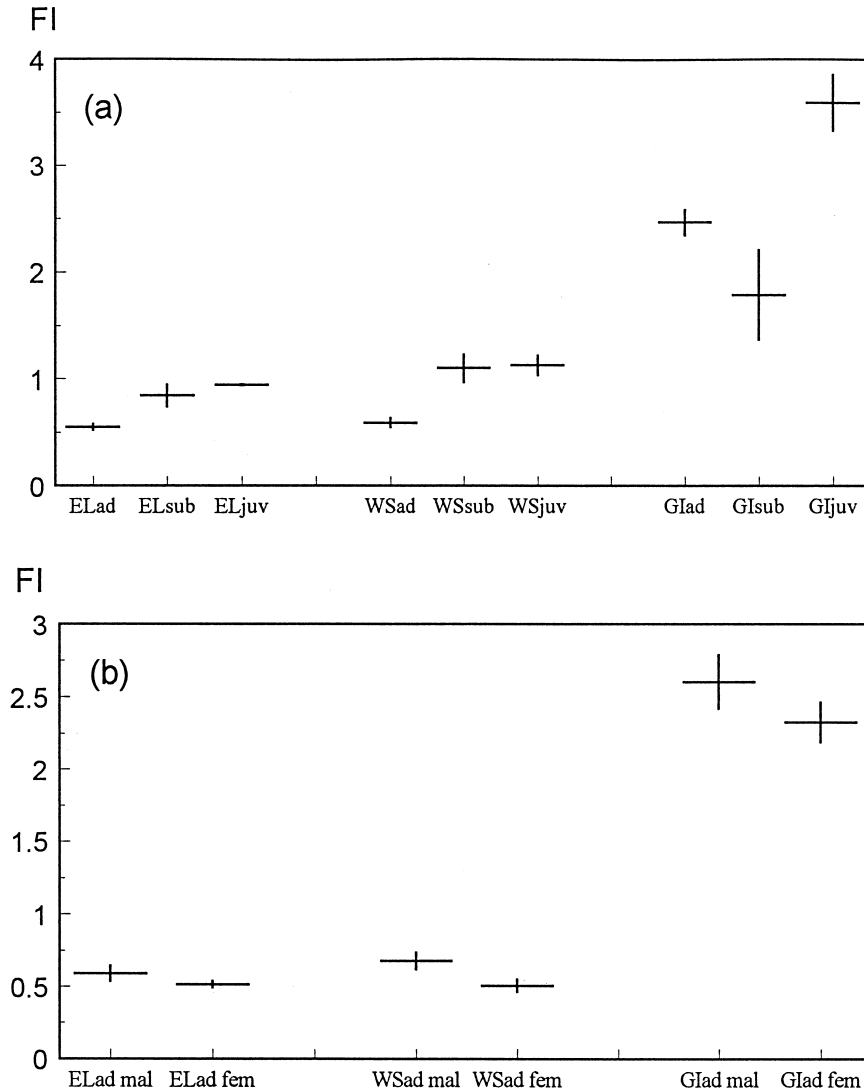 FI
4
(a)
3
2
1
0
ELad ELsub ELjuv WSad WSsub WSjuv GIad GIsub GIjuv
FI
3
(b)
2.5
2
1.5
1
0.5
0
ELad mal ELad fem WSad mal WSad fem GIad mal GIad fem